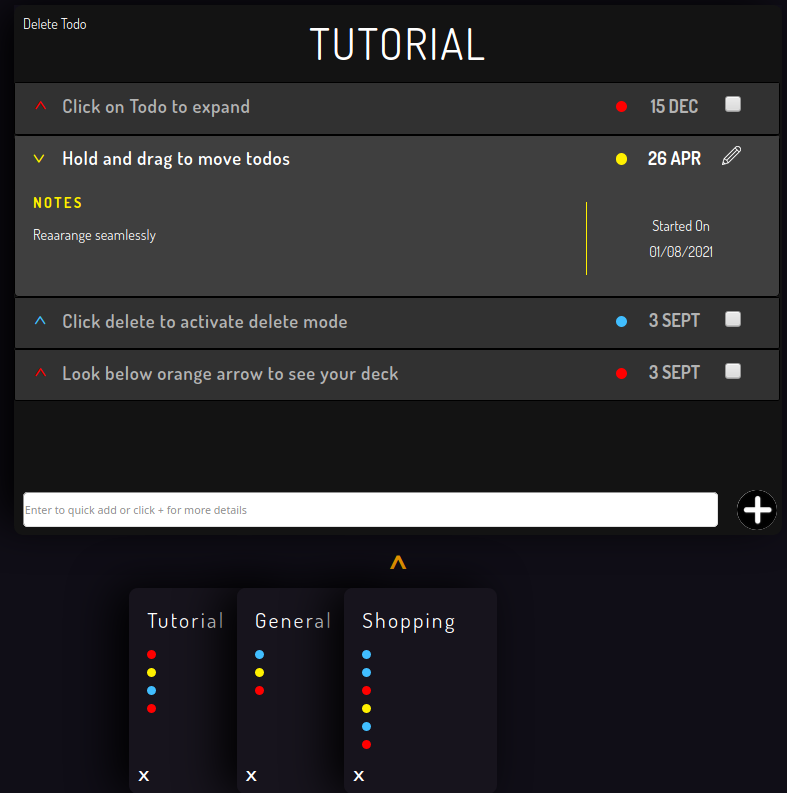 Delete Todo
TUTORIAL
Click on Todo to expand 15 DEC
Hold and drag to move todos 26 APR
NOTES
Reaarange seamlessly
Started On
01/08/2021
Click delete to activate delete mode 3 SEPT
Look below orange arrow to see your deck 3 SEPT
Enter to quick add or click + for more details
Tutorial General Shopping
x x x